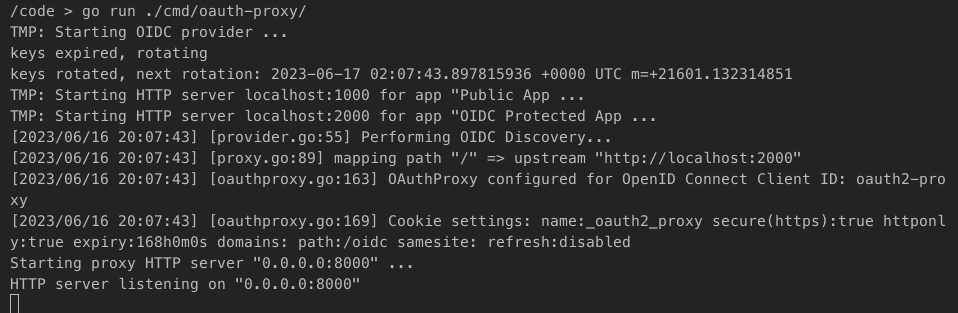 /code > go run ./cmd/oauth-proxy/
TMP: Starting OIDC provider ...
keys expired, rotating
keys rotated, next rotation: 2023-06-17 02:07:43.897815936 +0000 UTC m=+21601.132314851
TMP: Starting HTTP server localhost:1000 for app "Public App ...
TMP: Starting HTTP server localhost:2000 for app "OIDC Protected App ...
[2023/06/16 20:07:43] [provider.go:55] Performing OIDC Discovery...
[2023/06/16 20:07:43] [proxy.go:89] mapping path "/" => upstream "http://localhost:2000"
[2023/06/16 20:07:43] [oauthproxy.go:163] OAuthProxy configured for OpenID Connect Client ID: oauth2-pro
xy
[2023/06/16 20:07:43] [oauthproxy.go:169] Cookie settings: name:_oauth2_proxy secure(https):true httponl
y:true expiry:168h0m0s domains: path:/oidc samesite: refresh:disabled
Starting proxy HTTP server "0.0.0.0:8000" ...
HTTP server listening on "0.0.0.0:8000"